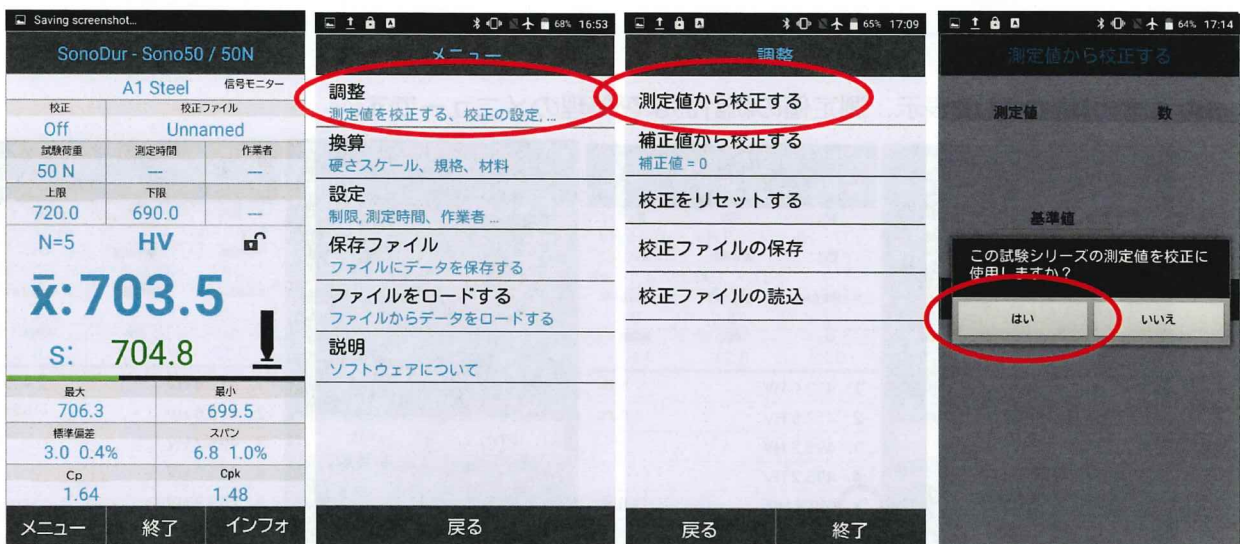 Saving screenshot...
SonoDur - Sono50 / 50N
A1 Steel 信号モニター
校正 校正ファイル
Off Unnamed
試験荷重 測定時間 作業者
50 N --- ---
上限 下限
720.0 690.0 ---
N=5 HV
x̄: 703.5
s: 704.8
最大 最小
706.3 699.5
標準偏差 スパン
3.0 0.4% 6.8 1.0%
Cp Cpk
1.64 1.48
メニュー 終了 インフォ
68% 16:53
メニュー
調整
測定値を校正する、校正の設定, ...
換算
硬さスケール、規格、材料
設定
制限, 測定時間、作業者 ...
保存ファイル
ファイルにデータを保存する
ファイルをロードする
ファイルからデータをロードする
説明
ソフトウェアについて
戻る
65% 17:09
調整
測定値から校正する
補正値から校正する
補正値 = 0
校正をリセットする
校正ファイルの保存
校正ファイルの読込
戻る 終了
64% 17:14
測定値から校正する
測定値 数
基準値
この試験シリーズの測定値を校正に
使用しますか？
はい いいえ